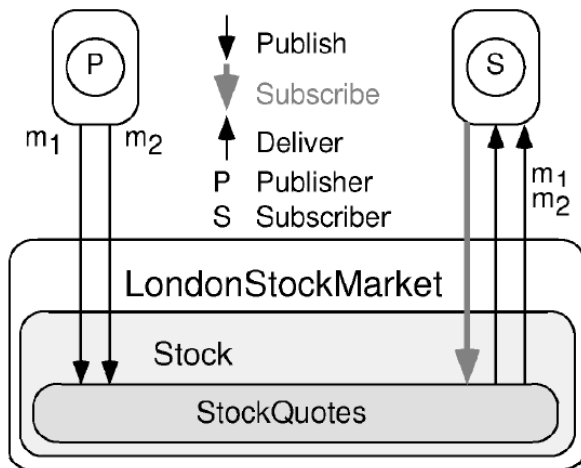 P
S
Publish
Subscribe
Deliver
P Publisher
S Subscriber
m1
m2
m1
m2
LondonStockMarket
Stock
StockQuotes